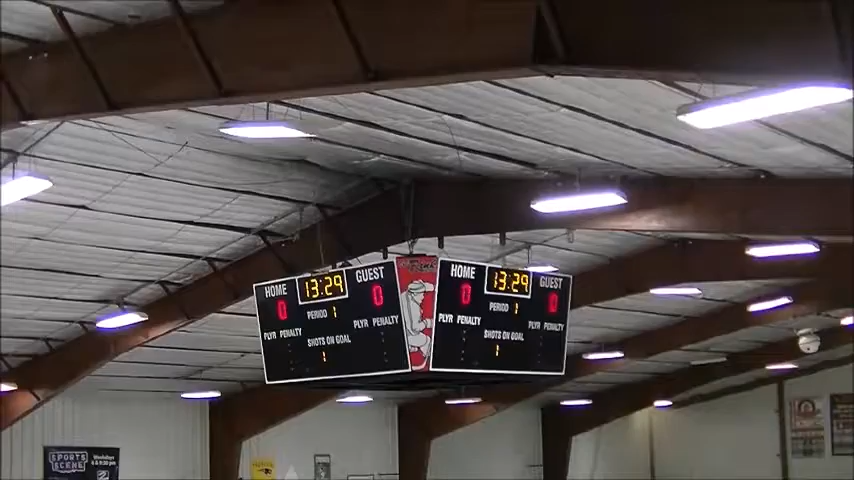 HOME 13:29 GUEST
0 PERIOD 1 0
PLYR PENALTY PLYR PENALTY
SHOTS ON GOAL
1
HOME 13:29 GUEST
0 PERIOD 1 0
PLYR PENALTY PLYR PENALTY
SHOTS ON GOAL
1
SPORTS
SCENE